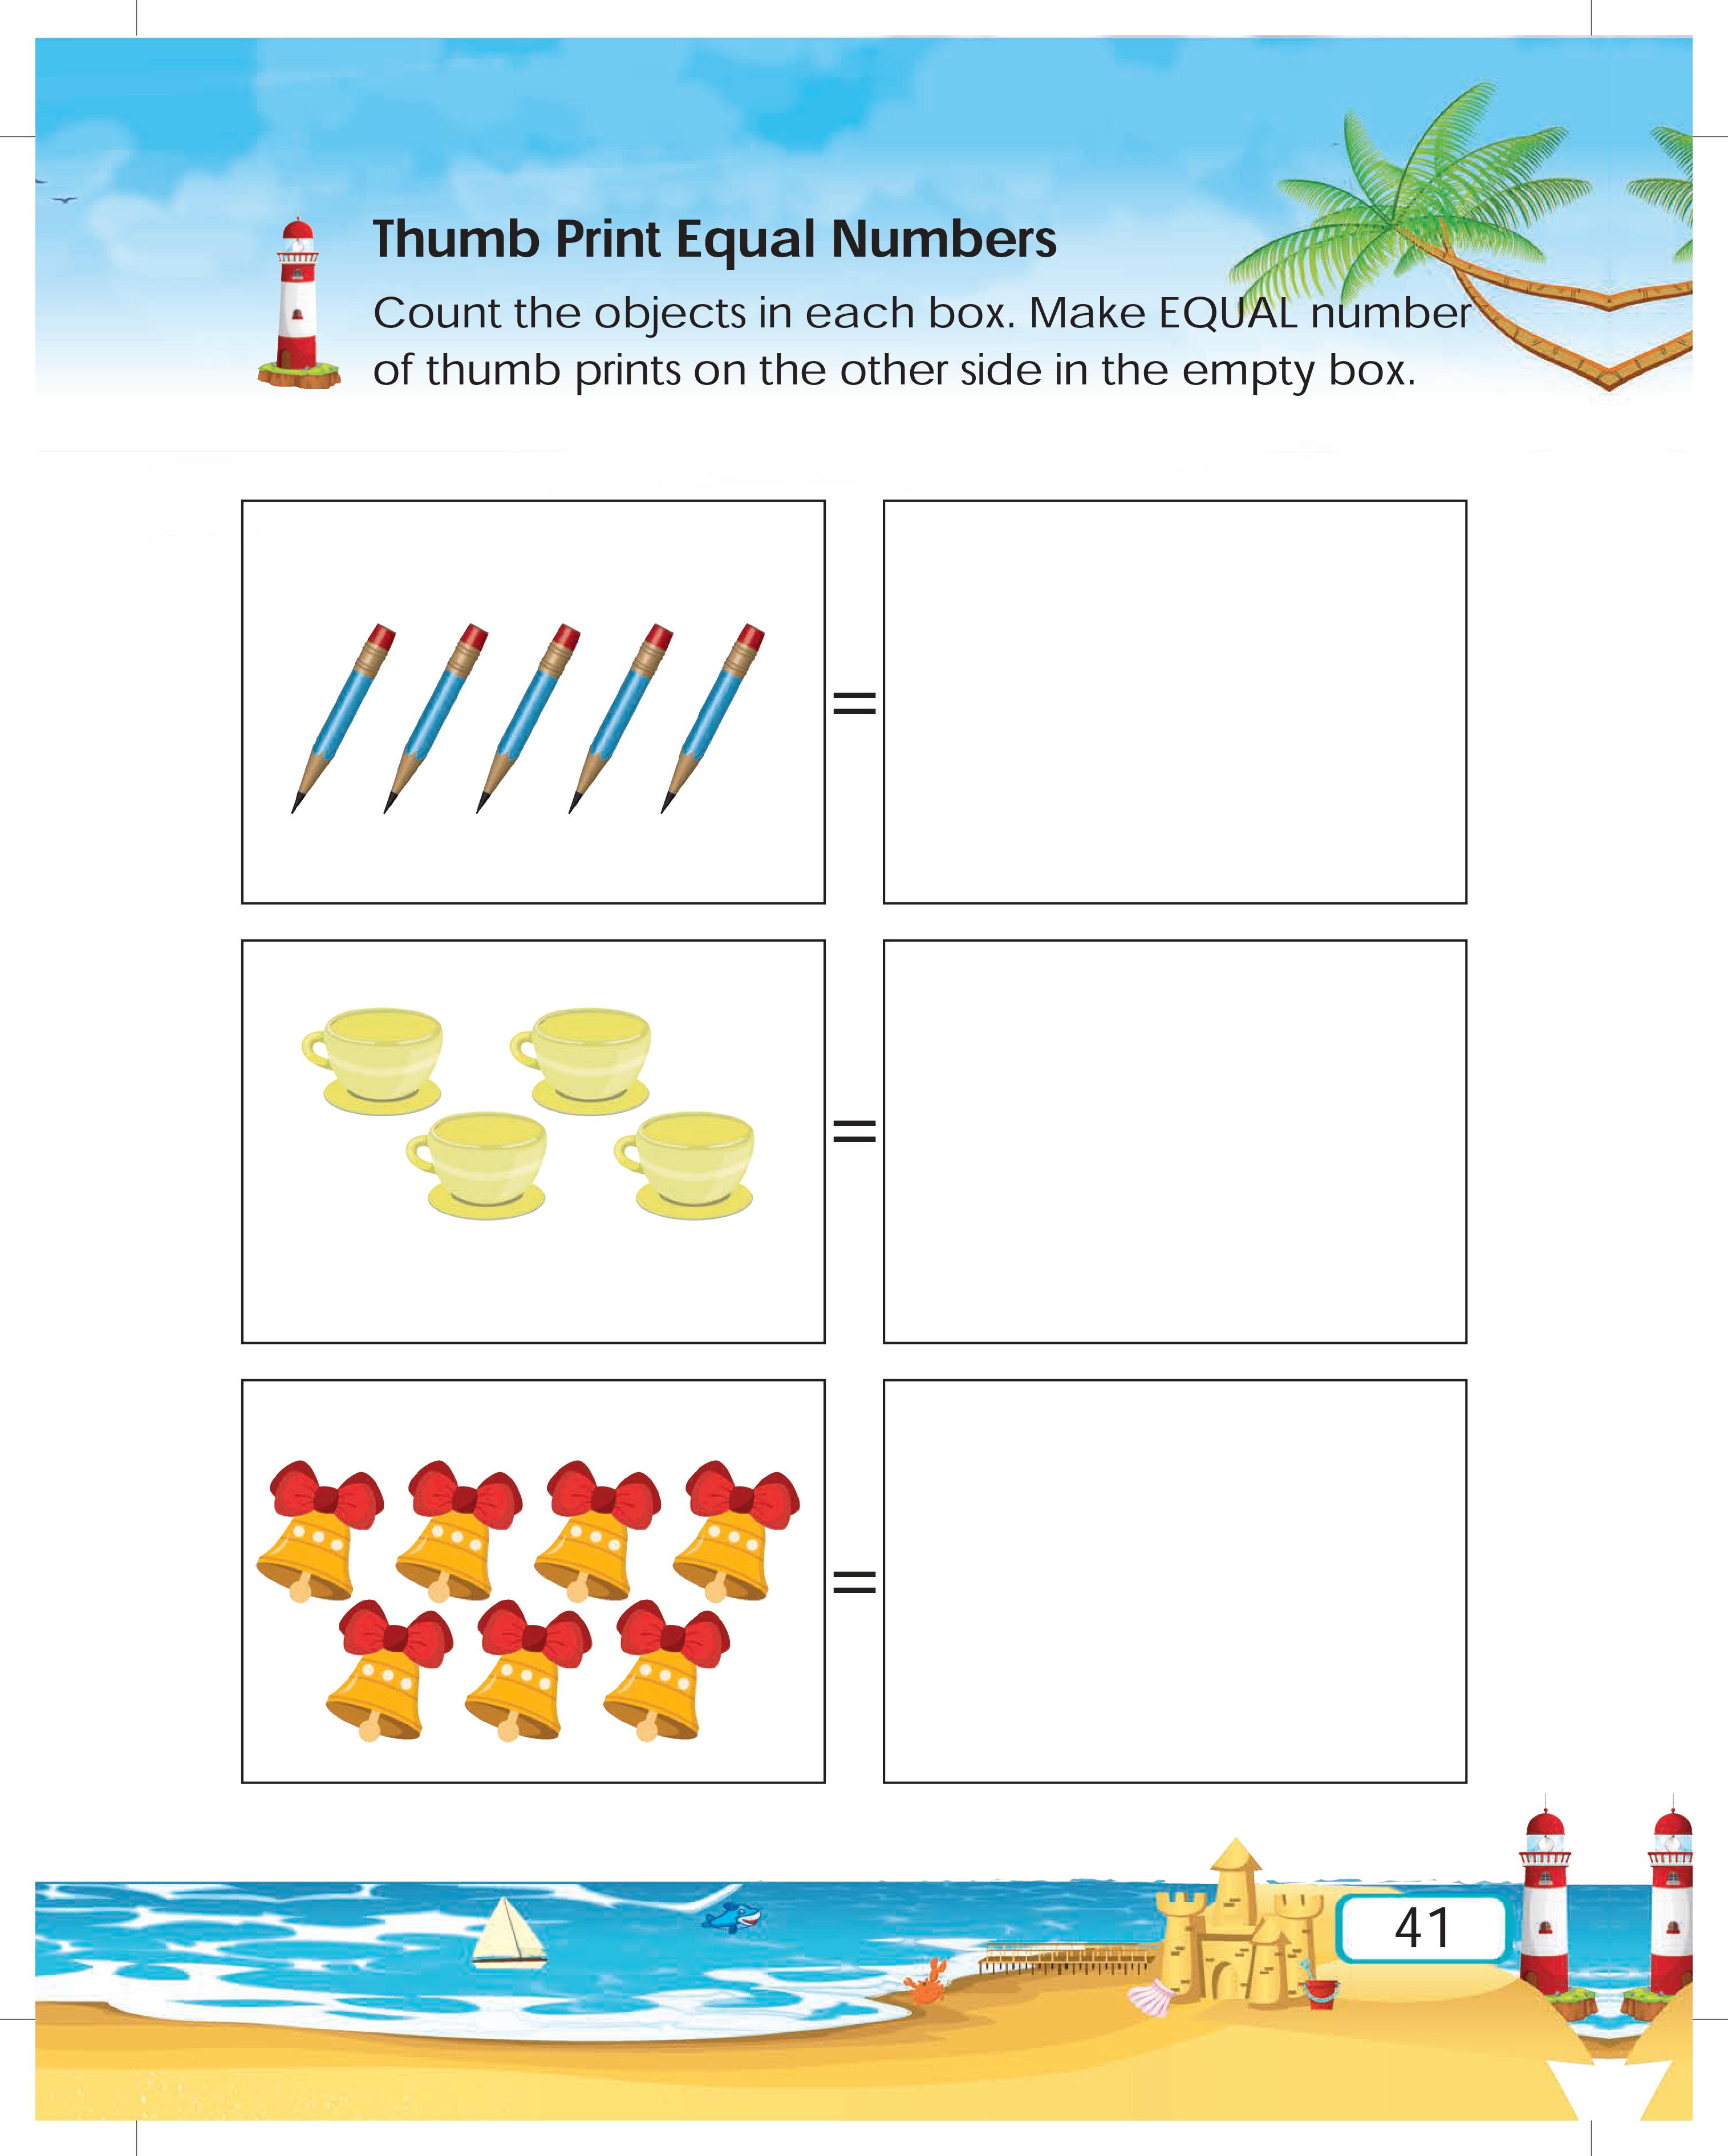 Thumb Print Equal Numbers
Count the objects in each box. Make EQUAL number
of thumb prints on the other side in the empty box.
=
=
=
41